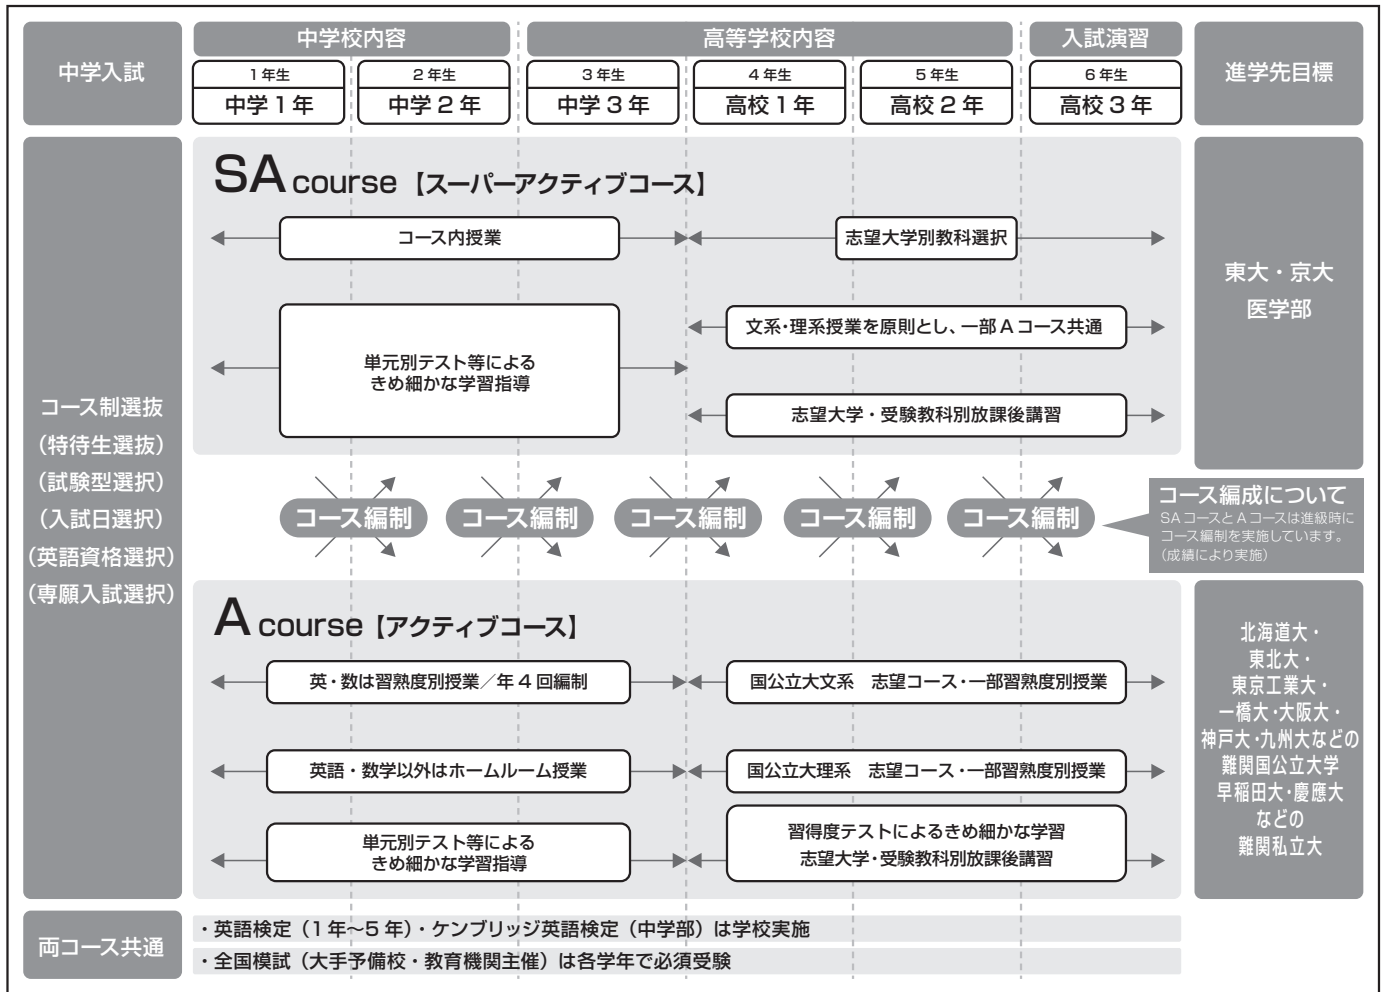 中学入試
中学校内容
高等学校内容
入試演習
進学先目標
1年生
中学1年
2年生
中学2年
3年生
中学3年
4年生
高校1年
5年生
高校2年
6年生
高校3年
コース制選抜
(特待生選抜)
(試験型選択)
(入試日選択)
(英語資格選択)
(専願入試選択)
SA course【スーパーアクティブコース】
コース内授業
志望大学別教科選択
単元別テスト等による
きめ細かな学習指導
文系・理系授業を原則とし、一部Aコース共通
志望大学・受験教科別放課後講習
東大・京大
医学部
コース編制
コース編制
コース編制
コース編制
コース編制
コース編成について
SAコースとAコースは進級時に
コース編制を実施しています。
(成績により実施)
A course【アクティブコース】
英・数は習熟度別授業／年4回編制
国公立大文系　志望コース・一部習熟度別授業
英語・数学以外はホームルーム授業
国公立大理系　志望コース・一部習熟度別授業
単元別テスト等による
きめ細かな学習指導
習得度テストによるきめ細かな学習
志望大学・受験教科別放課後講習
北海道大・
東北大・
東京工業大・
一橋大・大阪大・
神戸大・九州大などの
難関国公立大学
早稲田大・慶應大
などの
難関私立大
両コース共通
・英語検定（1年〜5年）・ケンブリッジ英語検定（中学部）は学校実施
・全国模試（大手予備校・教育機関主催）は各学年で必須受験